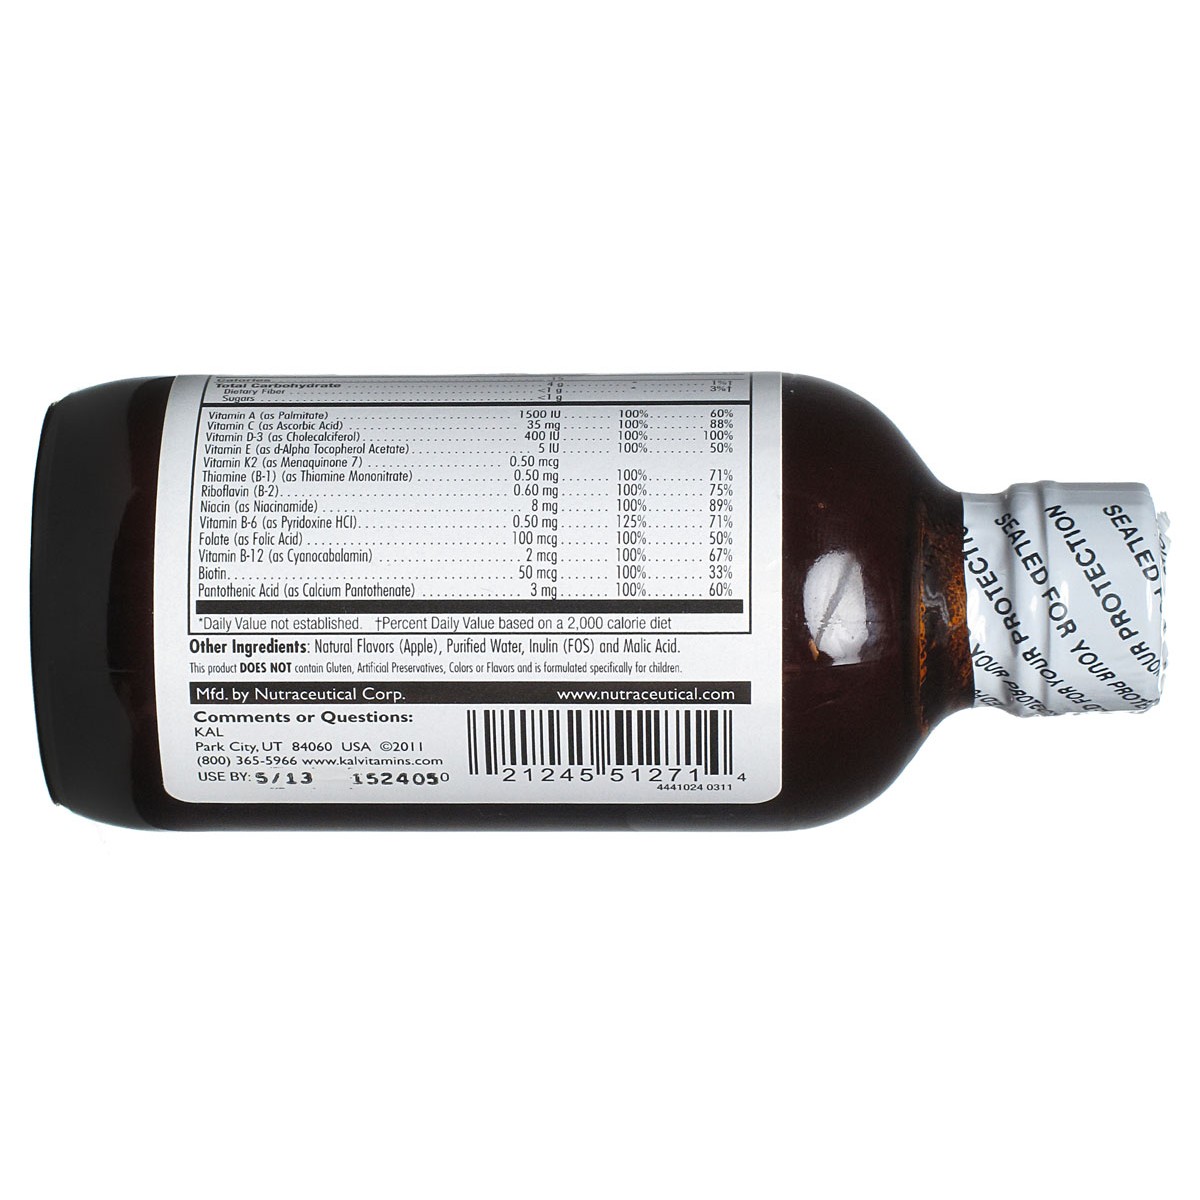 Calories
Total Carbohydrate 4 g * 1%†
Dietary Fiber <1 g * 3%†
Sugars <1 g
Vitamin A (as Palmitate) 1500 IU 100% 60%
Vitamin C (as Ascorbic Acid) 35 mg 100% 88%
Vitamin D-3 (as Cholecalciferol) 400 IU 100% 100%
Vitamin E (as d-Alpha Tocopherol Acetate) 5 IU 100% 50%
Vitamin K2 (as Menaquinone 7) 0.50 mcg
Thiamine (B-1) (as Thiamine Mononitrate) 0.50 mg 100% 71%
Riboflavin (B-2) 0.60 mg 100% 75%
Niacin (as Niacinamide) 8 mg 100% 89%
Vitamin B-6 (as Pyridoxine HCl) 0.50 mg 125% 71%
Folate (as Folic Acid) 100 mcg 100% 50%
Vitamin B-12 (as Cyanocabalamin) 2 mcg 100% 67%
Biotin 50 mcg 100% 33%
Pantothenic Acid (as Calcium Pantothenate) 3 mg 100% 60%
*Daily Value not established. †Percent Daily Value based on a 2,000 calorie diet
Other Ingredients: Natural Flavors (Apple), Purified Water, Inulin (FOS) and Malic Acid.
This product DOES NOT contain Gluten, Artificial Preservatives, Colors or Flavors and is formulated specifically for children.
Mfd. by Nutraceutical Corp. www.nutraceutical.com
Comments or Questions:
KAL
Park City, UT 84060 USA ©2011
(800) 365-5966 www.kalvitamins.com
USE BY: 5/13 1524050
21245 51271 4
4441024 0311
SEALED FOR YOUR PROTECTION
SEALED FOR YOUR PROTECTION